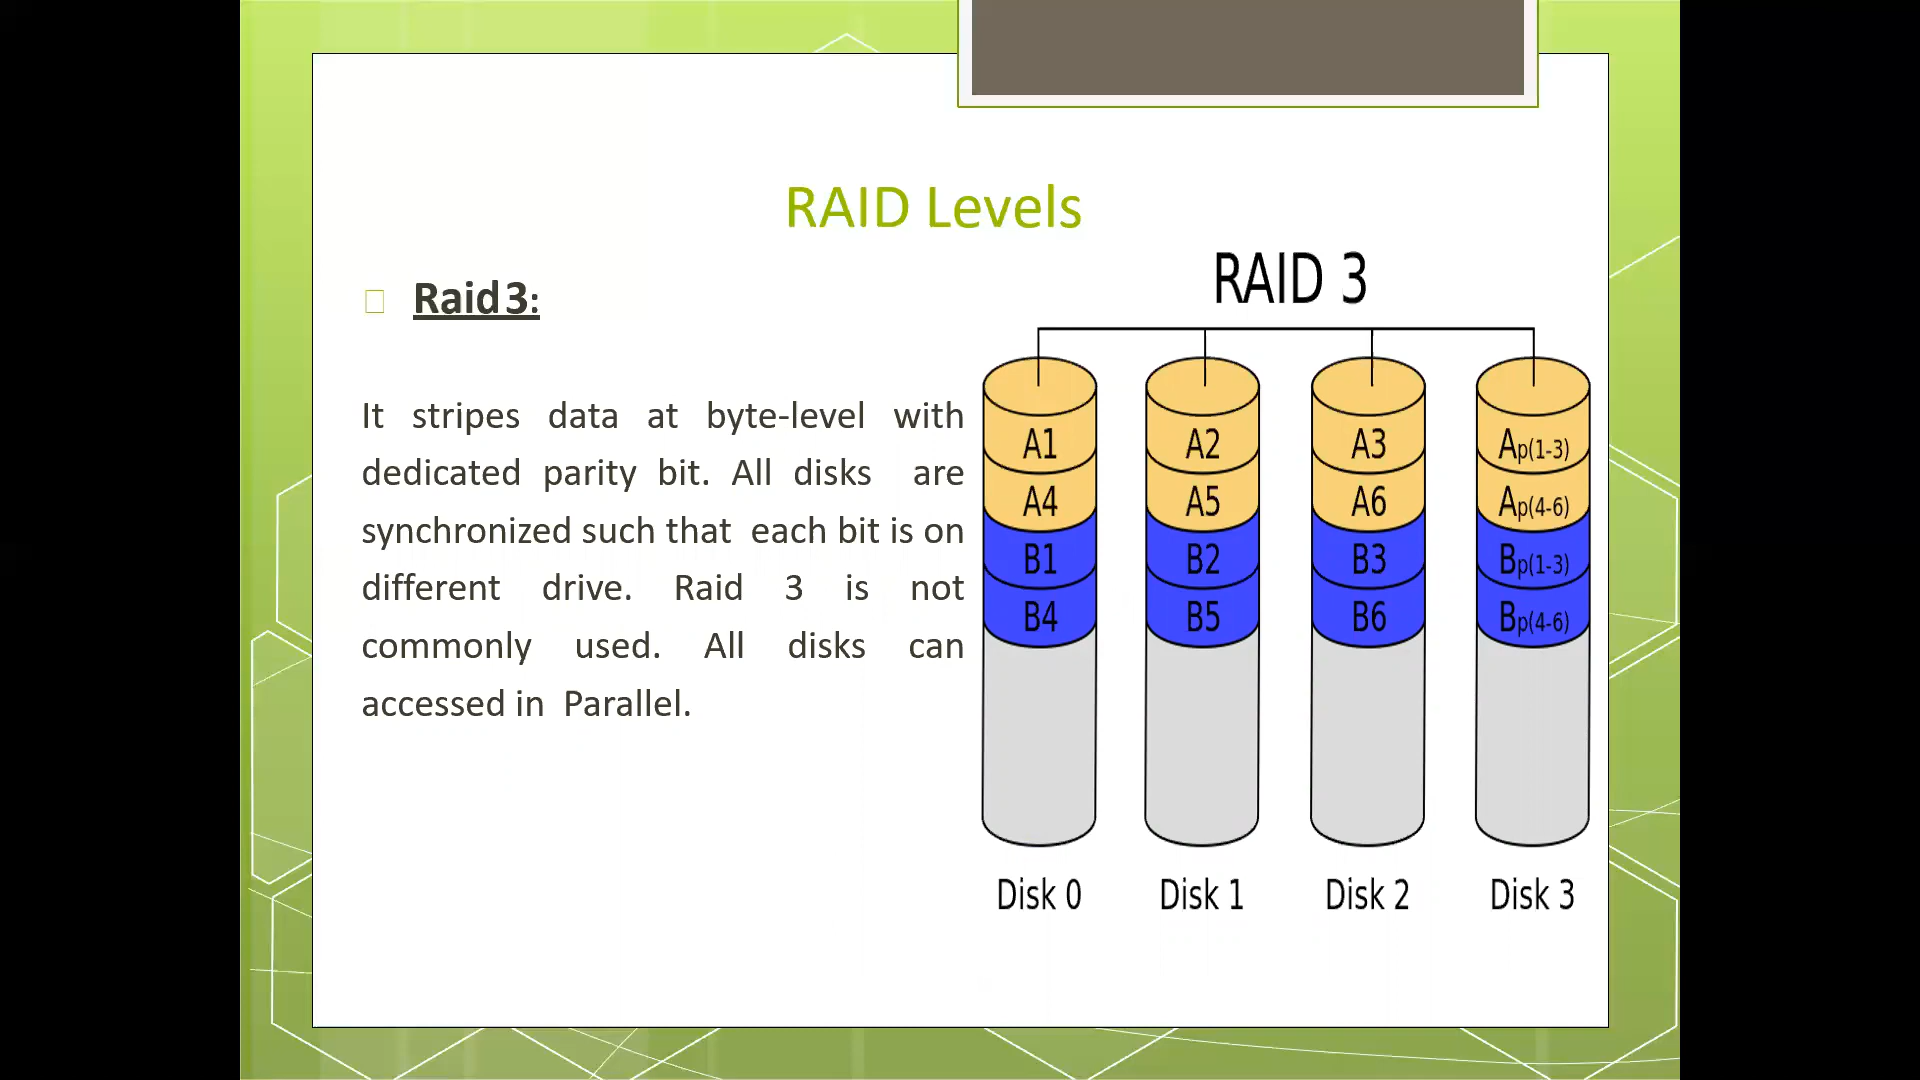 RAID Levels
Raid 3:
It stripes data at byte-level with
dedicated parity bit. All disks are
synchronized such that each bit is on
different drive. Raid 3 is not
commonly used. All disks can
accessed in Parallel.
RAID 3
A1 A2 A3 Ap(1-3)
A4 A5 A6 Ap(4-6)
B1 B2 B3 Bp(1-3)
B4 B5 B6 Bp(4-6)
Disk 0 Disk 1 Disk 2 Disk 3